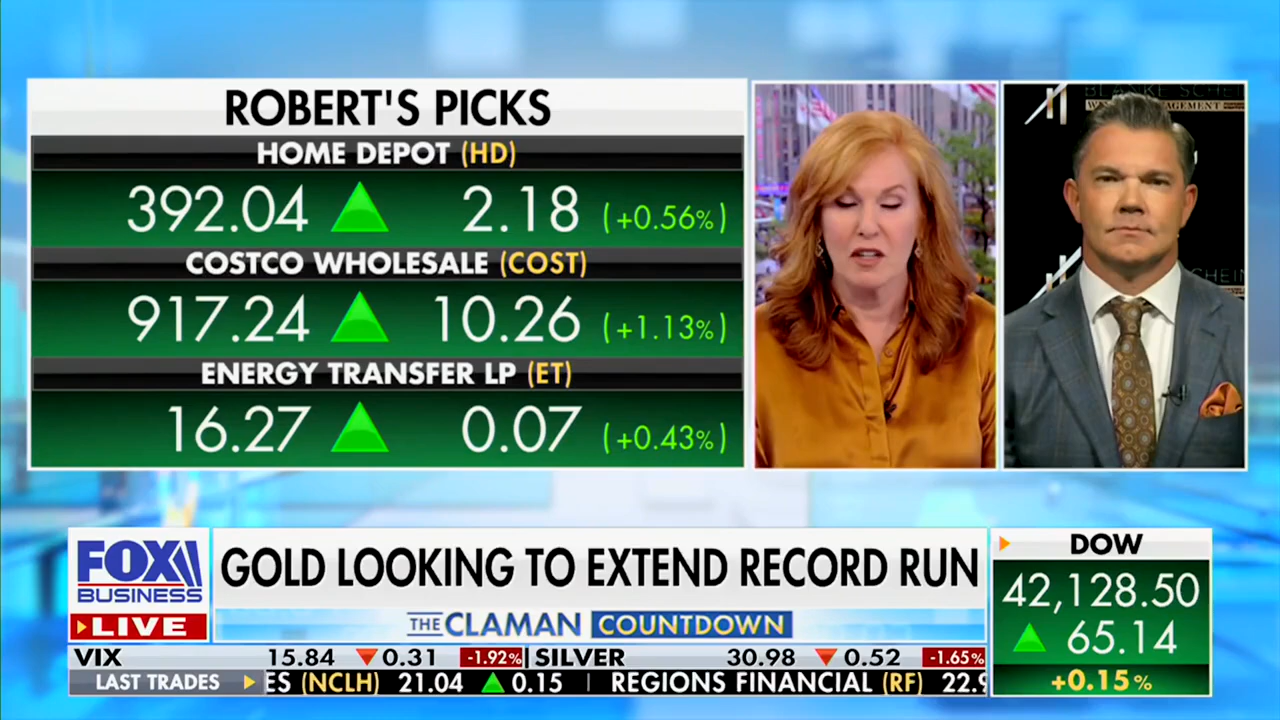 ROBERT'S PICKS
HOME DEPOT (HD)
392.04 ▲ 2.18 (+0.56%)
COSTCO WHOLESALE (COST)
917.24 ▲ 10.26 (+1.13%)
ENERGY TRANSFER LP (ET)
16.27 ▲ 0.07 (+0.43%)
FOX
BUSINESS
LIVE
GOLD LOOKING TO EXTEND RECORD RUN
THE CLAMAN COUNTDOWN
DOW
42,128.50
▲ 65.14
+0.15%
VIX 15.84 ▼ 0.31 -1.92% SILVER 30.98 ▼ 0.52 -1.65%
LAST TRADES ES (NCLH) 21.04 ▲ 0.15 REGIONS FINANCIAL (RF) 22.9